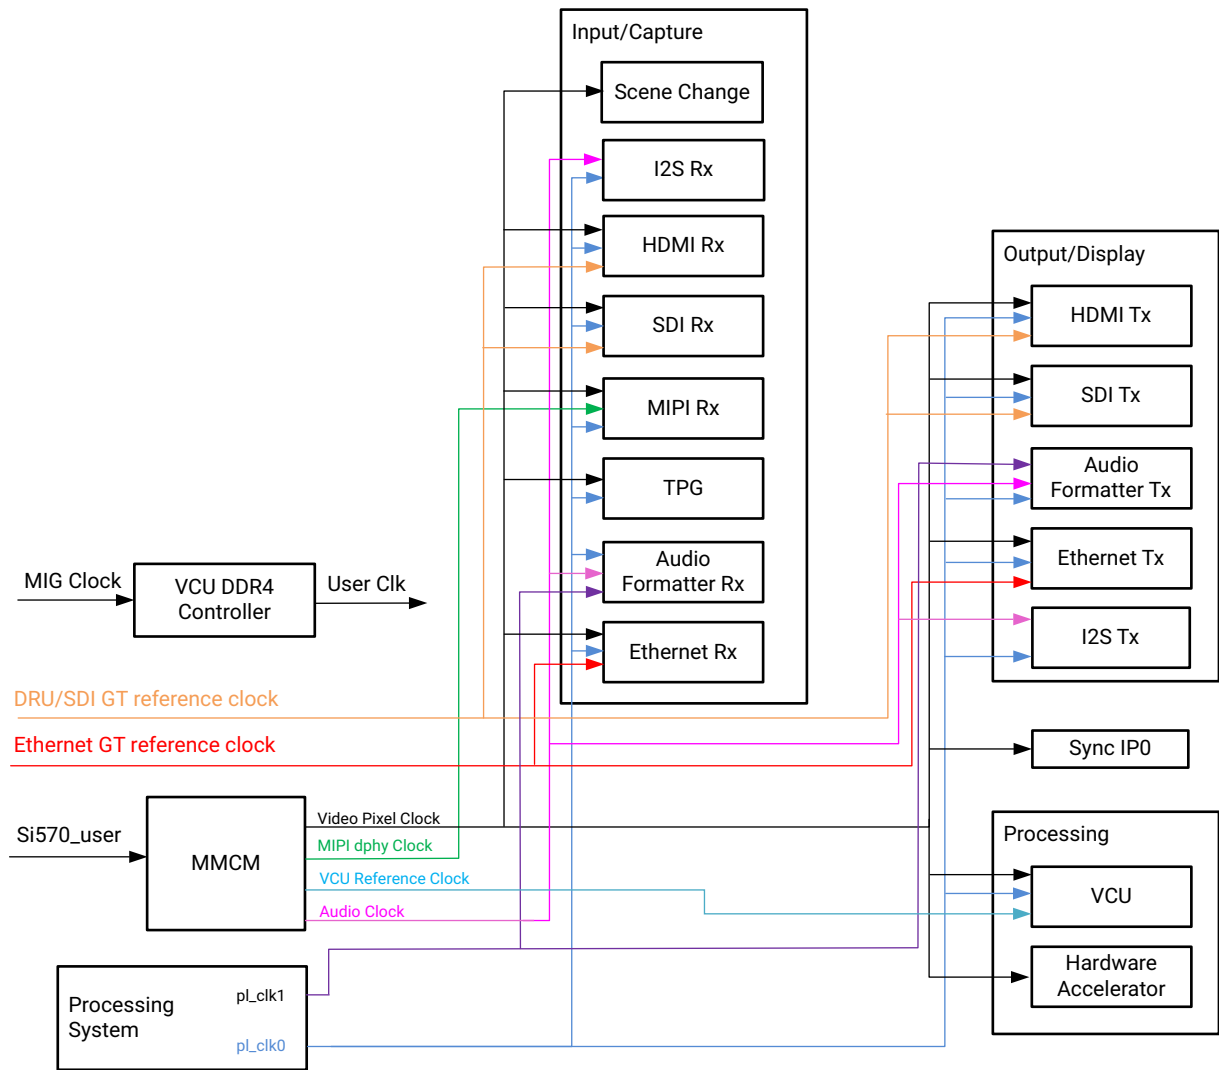 Input/Capture
Scene Change
I2S Rx
HDMI Rx
SDI Rx
MIPI Rx
TPG
Audio
Formatter Rx
Ethernet Rx
Output/Display
HDMI Tx
SDI Tx
Audio
Formatter Tx
Ethernet Tx
I2S Tx
MIG Clock
VCU DDR4
Controller
User Clk
DRU/SDI GT reference clock
Ethernet GT reference clock
Sync IP0
Si570_user
MMCM
Video Pixel Clock
MIPI dphy Clock
VCU Reference Clock
Audio Clock
Processing
VCU
Hardware
Accelerator
Processing
System
pl_clk1
pl_clk0